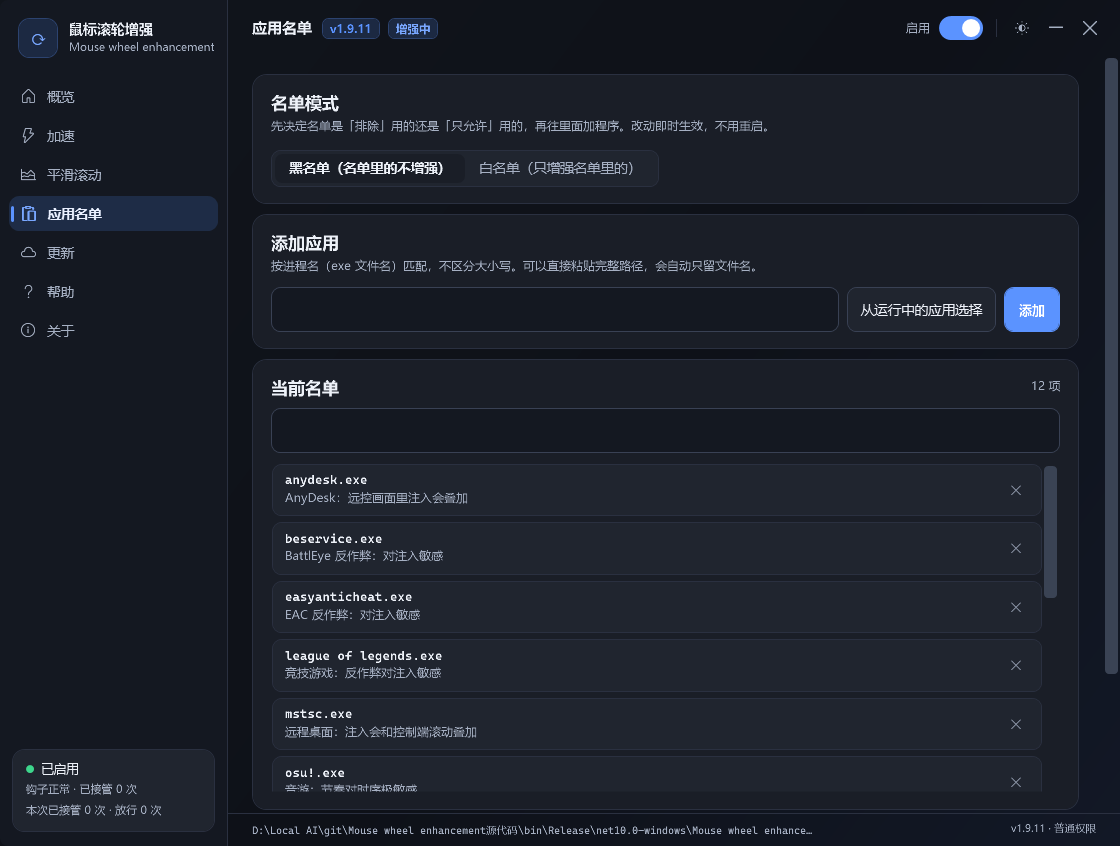 鼠标滚轮增强
Mouse wheel enhancement
概览
加速
平滑滚动
应用名单
更新
? 帮助
关于
已启用
钩子正常 · 已接管 0 次
本次已接管 0 次 · 放行 0 次
应用名单 v1.9.11 增强中
启用
名单模式
先决定名单是「排除」用的还是「只允许」用的，再往里面加程序。改动即时生效，不用重启。
黑名单（名单里的不增强） 白名单（只增强名单里的）
添加应用
按进程名（exe 文件名）匹配，不区分大小写。可以直接粘贴完整路径，会自动只留文件名。
从运行中的应用选择 添加
当前名单 12 项
anydesk.exe
AnyDesk：远控画面里注入会叠加
beservice.exe
BattlEye 反作弊：对注入敏感
easyanticheat.exe
EAC 反作弊：对注入敏感
league of legends.exe
竞技游戏：反作弊对注入敏感
mstsc.exe
远程桌面：注入会和控制端滚动叠加
osu!.exe
音游：节奏对时序极敏感
D:\Local AI\git\Mouse wheel enhancement源代码\bin\Release\net10.0-windows\Mouse wheel enhance…
v1.9.11 · 普通权限